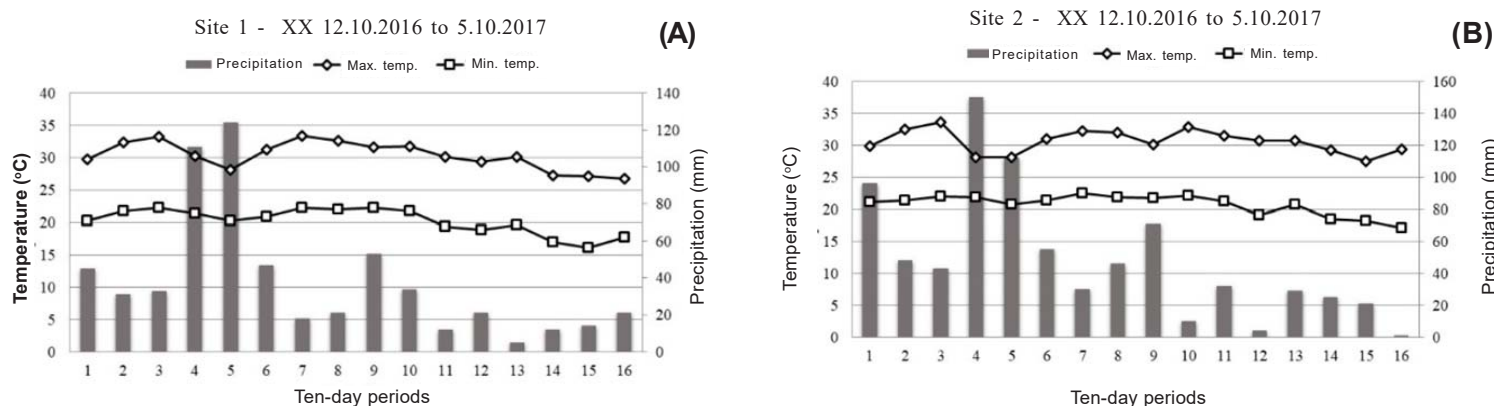 Site 1 - XX 12.10.2016 to 5.10.2017
(A)
Precipitation Max. temp. Min. temp.
Temperature (°C)
40
35
30
25
20
15
10
5
0
140
120
100
80
60
40
20
0
Precipitation (mm)
1 2 3 4 5 6 7 8 9 10 11 12 13 14 15 16
Ten-day periods
Site 2 - XX 12.10.2016 to 5.10.2017
(B)
Precipitation Max. temp. Min. temp.
Temperature (°C)
40
35
30
25
20
15
10
5
0
160
140
120
100
80
60
40
20
0
Precipitation (mm)
1 2 3 4 5 6 7 8 9 10 11 12 13 14 15 16
Ten-day periods